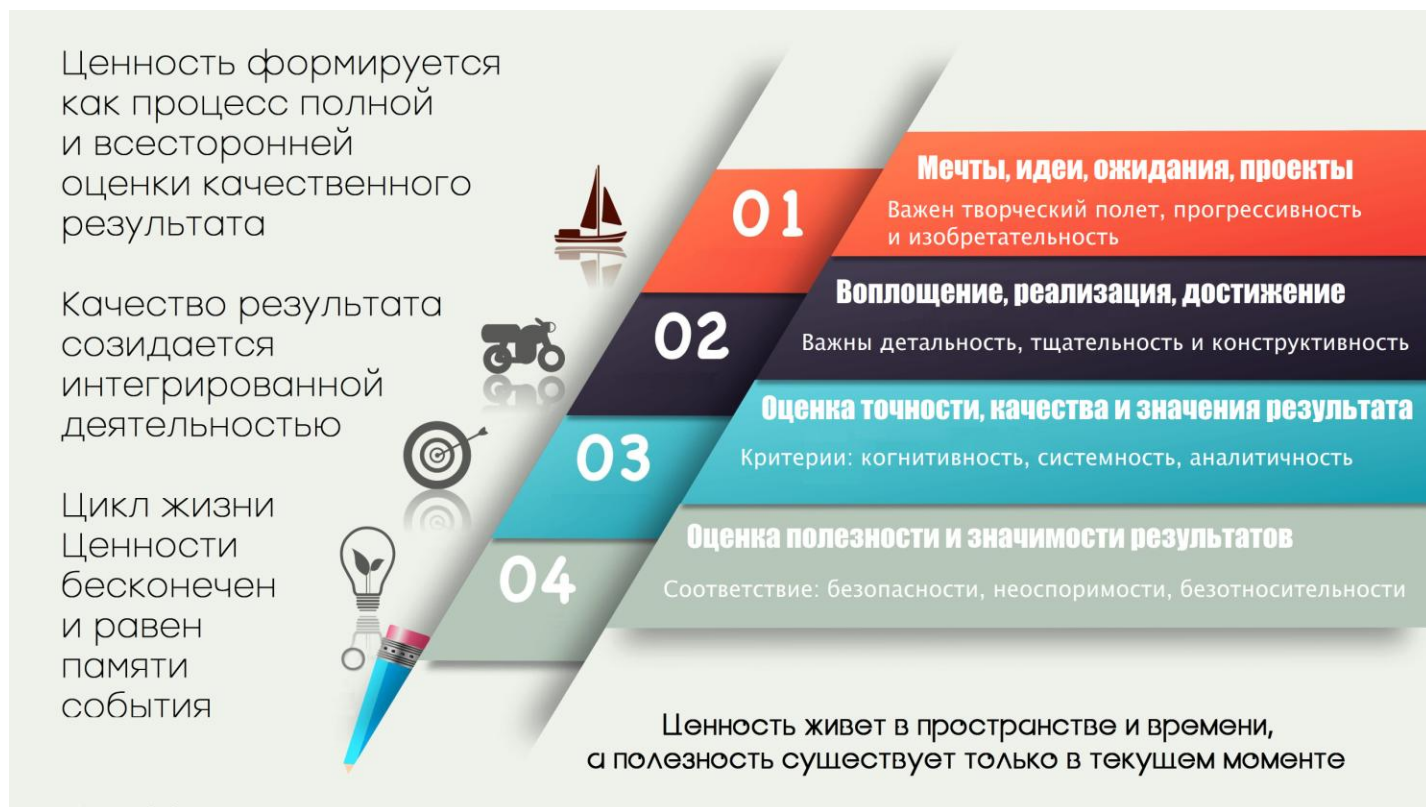 Ценность формируется
как процесс полной
и всесторонней
оценки качественного
результата
Качество результата
созидается
интегрированной
деятельностью
Цикл жизни
Ценности
бесконечен
и равен
памяти
события
01
Мечты, идеи, ожидания, проекты
Важен творческий полет, прогрессивность
и изобретательность
02
Воплощение, реализация, достижение
Важны детальность, тщательность и конструктивность
03
Оценка точности, качества и значения результата
Критерии: когнитивность, системность, аналитичность
04
Оценка полезности и значимости результатов
Соответствие: безопасности, неоспоримости, безотносительности
Ценность живет в пространстве и времени,
а полезность существует только в текущем моменте